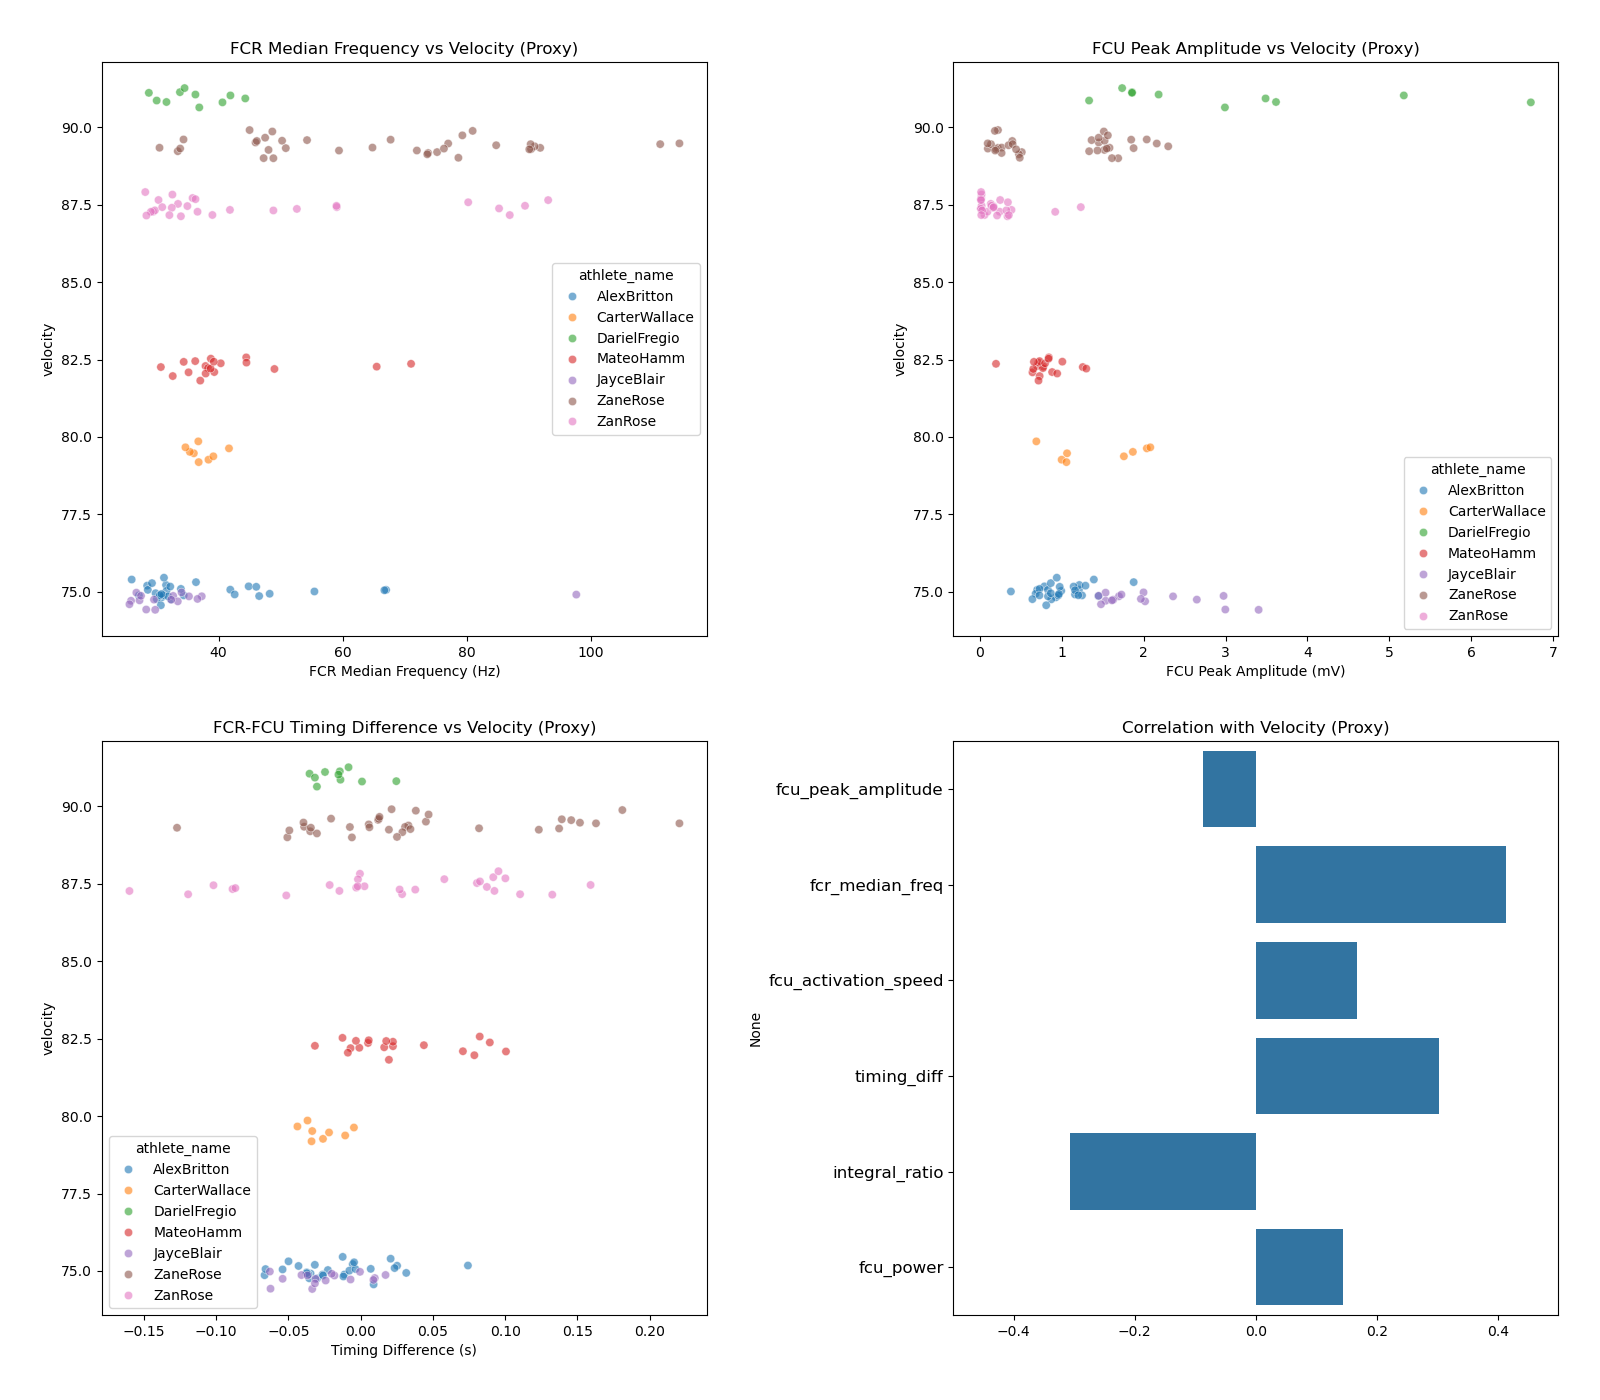 FCR Median Frequency vs Velocity (Proxy)
velocity
90.0
87.5
85.0
82.5
80.0
77.5
75.0
athlete_name
AlexBritton
CarterWallace
DarielFregio
MateoHamm
JayceBlair
ZaneRose
ZanRose
40 60 80 100
FCR Median Frequency (Hz)
FCU Peak Amplitude vs Velocity (Proxy)
velocity
90.0
87.5
85.0
82.5
80.0
77.5
75.0
athlete_name
AlexBritton
CarterWallace
DarielFregio
MateoHamm
JayceBlair
ZaneRose
ZanRose
0 1 2 3 4 5 6 7
FCU Peak Amplitude (mV)
FCR-FCU Timing Difference vs Velocity (Proxy)
velocity
90.0
87.5
85.0
82.5
80.0
77.5
75.0
athlete_name
AlexBritton
CarterWallace
DarielFregio
MateoHamm
JayceBlair
ZaneRose
ZanRose
−0.15 −0.10 −0.05 0.00 0.05 0.10 0.15 0.20
Timing Difference (s)
Correlation with Velocity (Proxy)
None
fcu_peak_amplitude
fcr_median_freq
fcu_activation_speed
timing_diff
integral_ratio
fcu_power
−0.4 −0.2 0.0 0.2 0.4